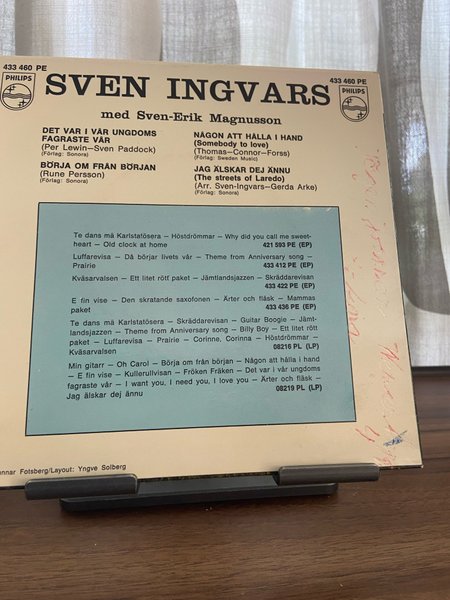 433 460 PE
433 460 PE
PHILIPS
PHILIPS
SVEN INGVARS
med Sven-Erik Magnusson
DET VAR I VÅR UNGDOMS
FAGRASTE VÅR
(Per Lewin—Sven Paddock)
(Förlag: Sonora)
BÖRJA OM FRÅN BÖRJAN
(Rune Persson)
(Förlag: Sonora)
NÅGON ATT HÅLLA I HAND
(Somebody to love)
(Thomas—Connor—Forss)
(Förlag: Sweden Music)
JAG ÄLSKAR DEJ ÄNNU
(The streets of Laredo)
(Arr. Sven-Ingvars—Gerda Arke)
(Förlag: Sonora)
Te dans mä Karlstatösera — Höstdrömmar — Why did you call me sweet-
heart — Old clock at home 421 593 PE (EP)
Luffarevisa — Då börjar livets vår — Theme from Anniversary song —
Prairie 433 412 PE (EP)
Kväsarvalsen — Ett litet rött paket — Jämtlandsjazzen — Skräddarevisan
433 422 PE (EP)
E fin vise — Den skratande saxofonen — Ärter och fläsk — Mammas
paket 433 436 PE (EP)
Te dans mä Karlstatösera — Skräddarevisan — Guitar Boogie — Jämt-
landsjazzen — Theme from Anniversary song — Billy Boy — Ett litet rött
paket — Luffarevisa — Prairie — Corinne, Corinna — Höstdrömmar —
Kväsarvalsen 08216 PL (LP)
Min gitarr — Oh Carol — Börja om från början — Någon att hålla i hand
— E fin vise — Kullerullvisan — Fröken Fräken — Det var i vår ungdoms
fagraste vår — I want you, I need you, I love you — Ärter och fläsk —
Jag älskar dej ännu 08219 PL (LP)
nnar Fotsberg/Layout: Yngve Solberg